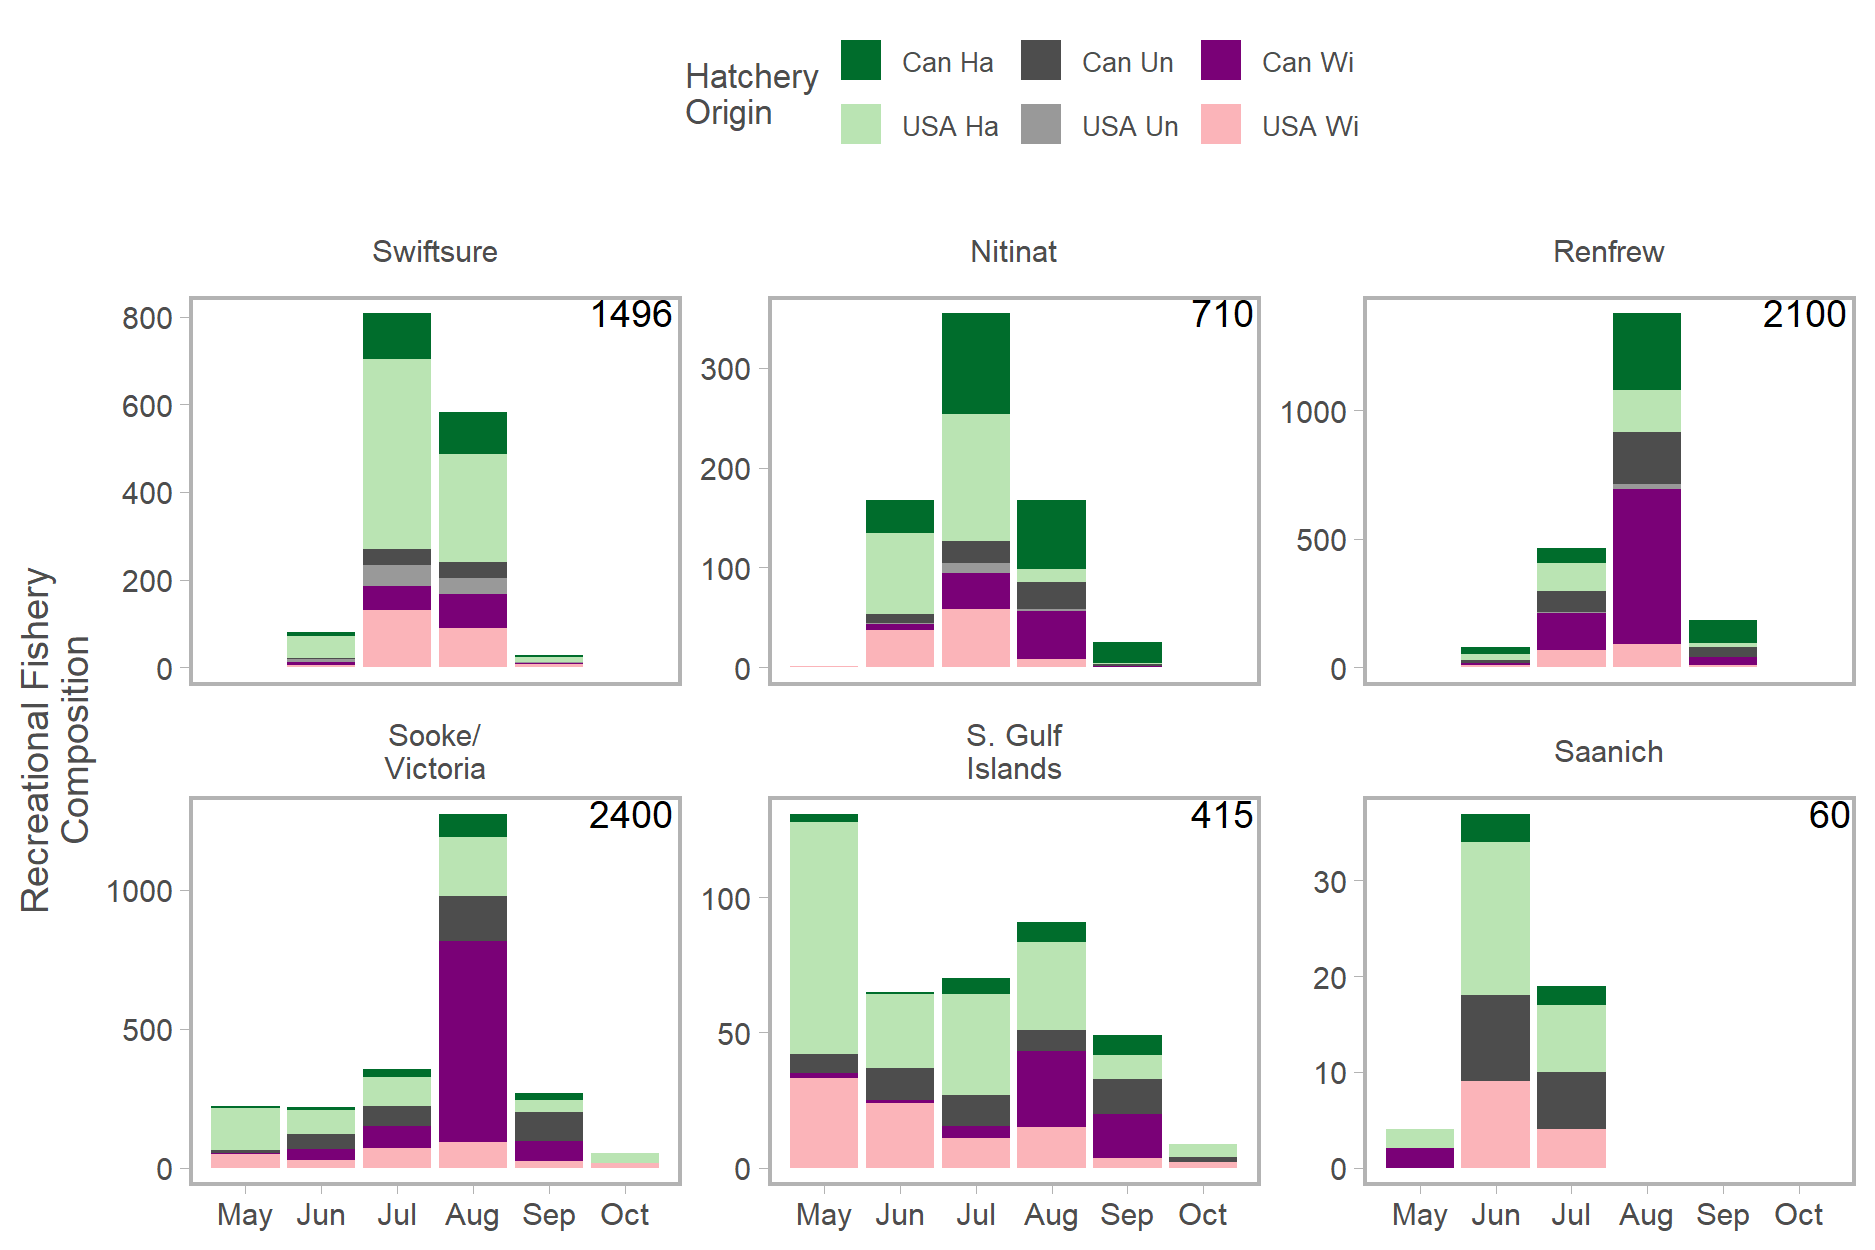 Hatchery
Origin
Can Ha
Can Un
Can Wi
USA Ha
USA Un
USA Wi
Recreational Fishery
Composition
Swiftsure
1496
800
600
400
200
0
Nitinat
710
300
200
100
0
Renfrew
2100
1000
500
0
Sooke/
Victoria
2400
1000
500
0
May Jun Jul Aug Sep Oct
S. Gulf
Islands
415
100
50
0
May Jun Jul Aug Sep Oct
Saanich
60
30
20
10
0
May Jun Jul Aug Sep Oct